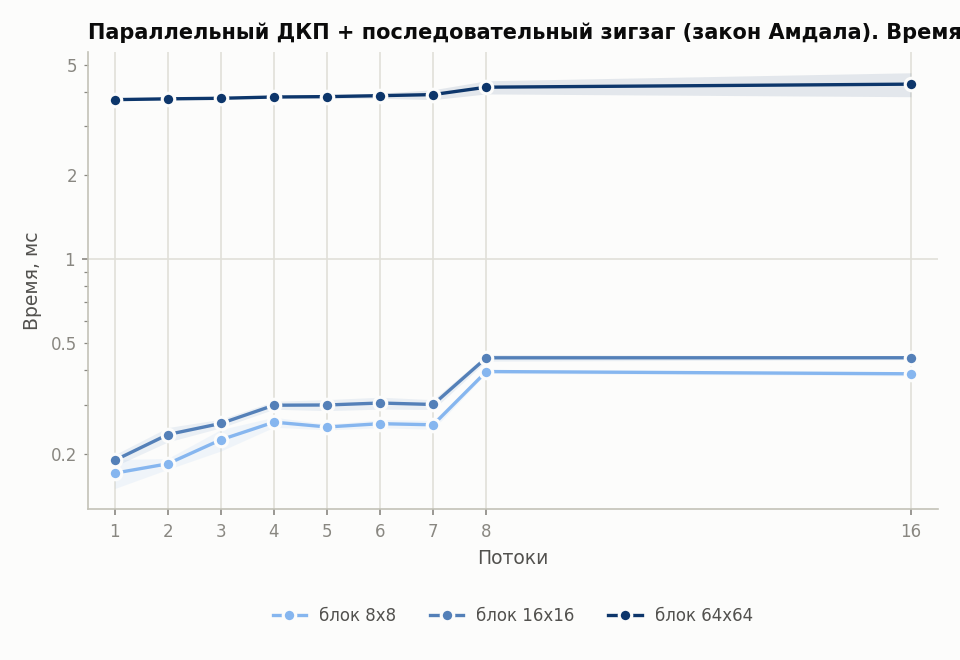 Параллельный ДКП + последовательный зигзаг (закон Амдала). Время
5
2
1
0.5
0.2
Время, мс
1 2 3 4 5 6 7 8 16
Потоки
блок 8x8 блок 16x16 блок 64x64